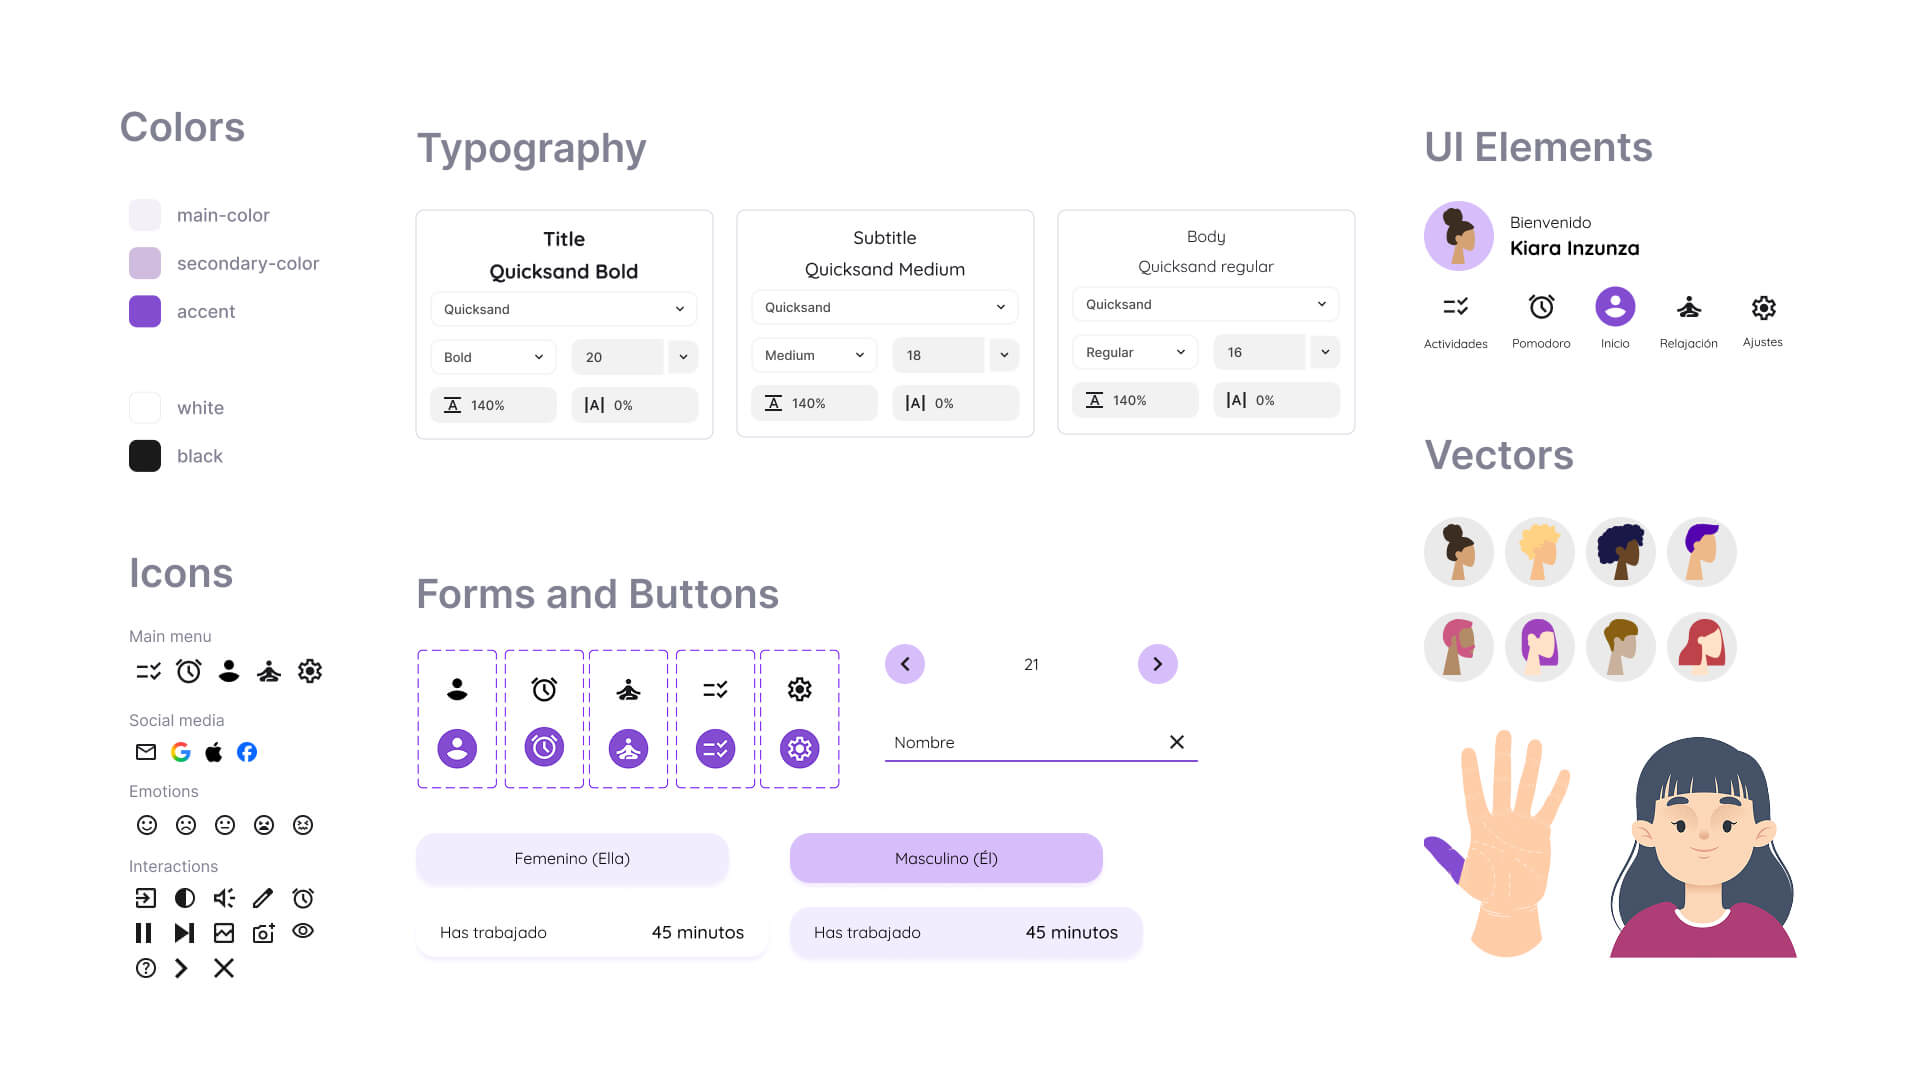 Colors
main-color
secondary-color
accent
white
black
Typography
Title
Quicksand Bold
Quicksand
Bold
20
A 140%
|A| 0%
Subtitle
Quicksand Medium
Quicksand
Medium
18
A 140%
|A| 0%
Body
Quicksand regular
Quicksand
Regular
16
A 140%
|A| 0%
UI Elements
Bienvenido
Kiara Inzunza
Actividades
Pomodoro
Inicio
Relajación
Ajustes
Icons
Main menu
Social media
Emotions
Interactions
Forms and Buttons
21
Nombre
Femenino (Ella)
Masculino (Él)
Has trabajado 45 minutos
Has trabajado 45 minutos
Vectors